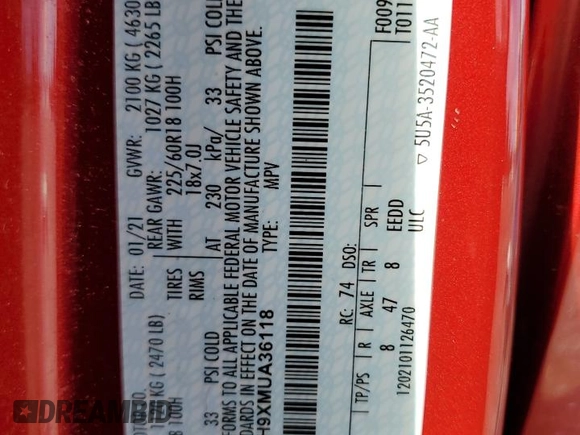 DATE: 01/21 GVWR: 2100 KG ( 4630
REAR GAWR: 1027 KG ( 2265 LB
KG ( 2470 LB) WITH 225/60R18 100H
100H TIRES
RIMS 18x7.0J
33 PSI COLD AT 230 kPa/ 33 PSI COLD
FORMS TO ALL APPLICABLE FEDERAL MOTOR VEHICLE SAFETY AND THE
DARDS IN EFFECT ON THE DATE OF MANUFACTURE SHOWN ABOVE.
H9XMUA36118 TYPE: MPV
F009
RC: 74 DSO: T011
TP/PS R AXLE TR SPR
8 47 8 EEDD
1202101126470 ULC
5U5A-3520472-AA
DREAMBID